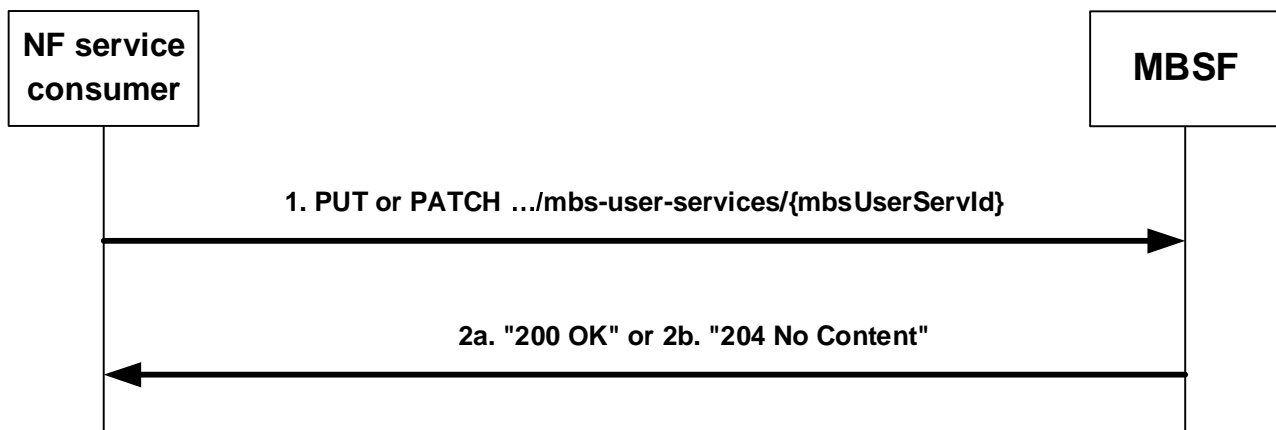 NF service
consumer
MBSF
1. PUT or PATCH …/mbs-user-services/{mbsUserServId}
2a. "200 OK" or 2b. "204 No Content"